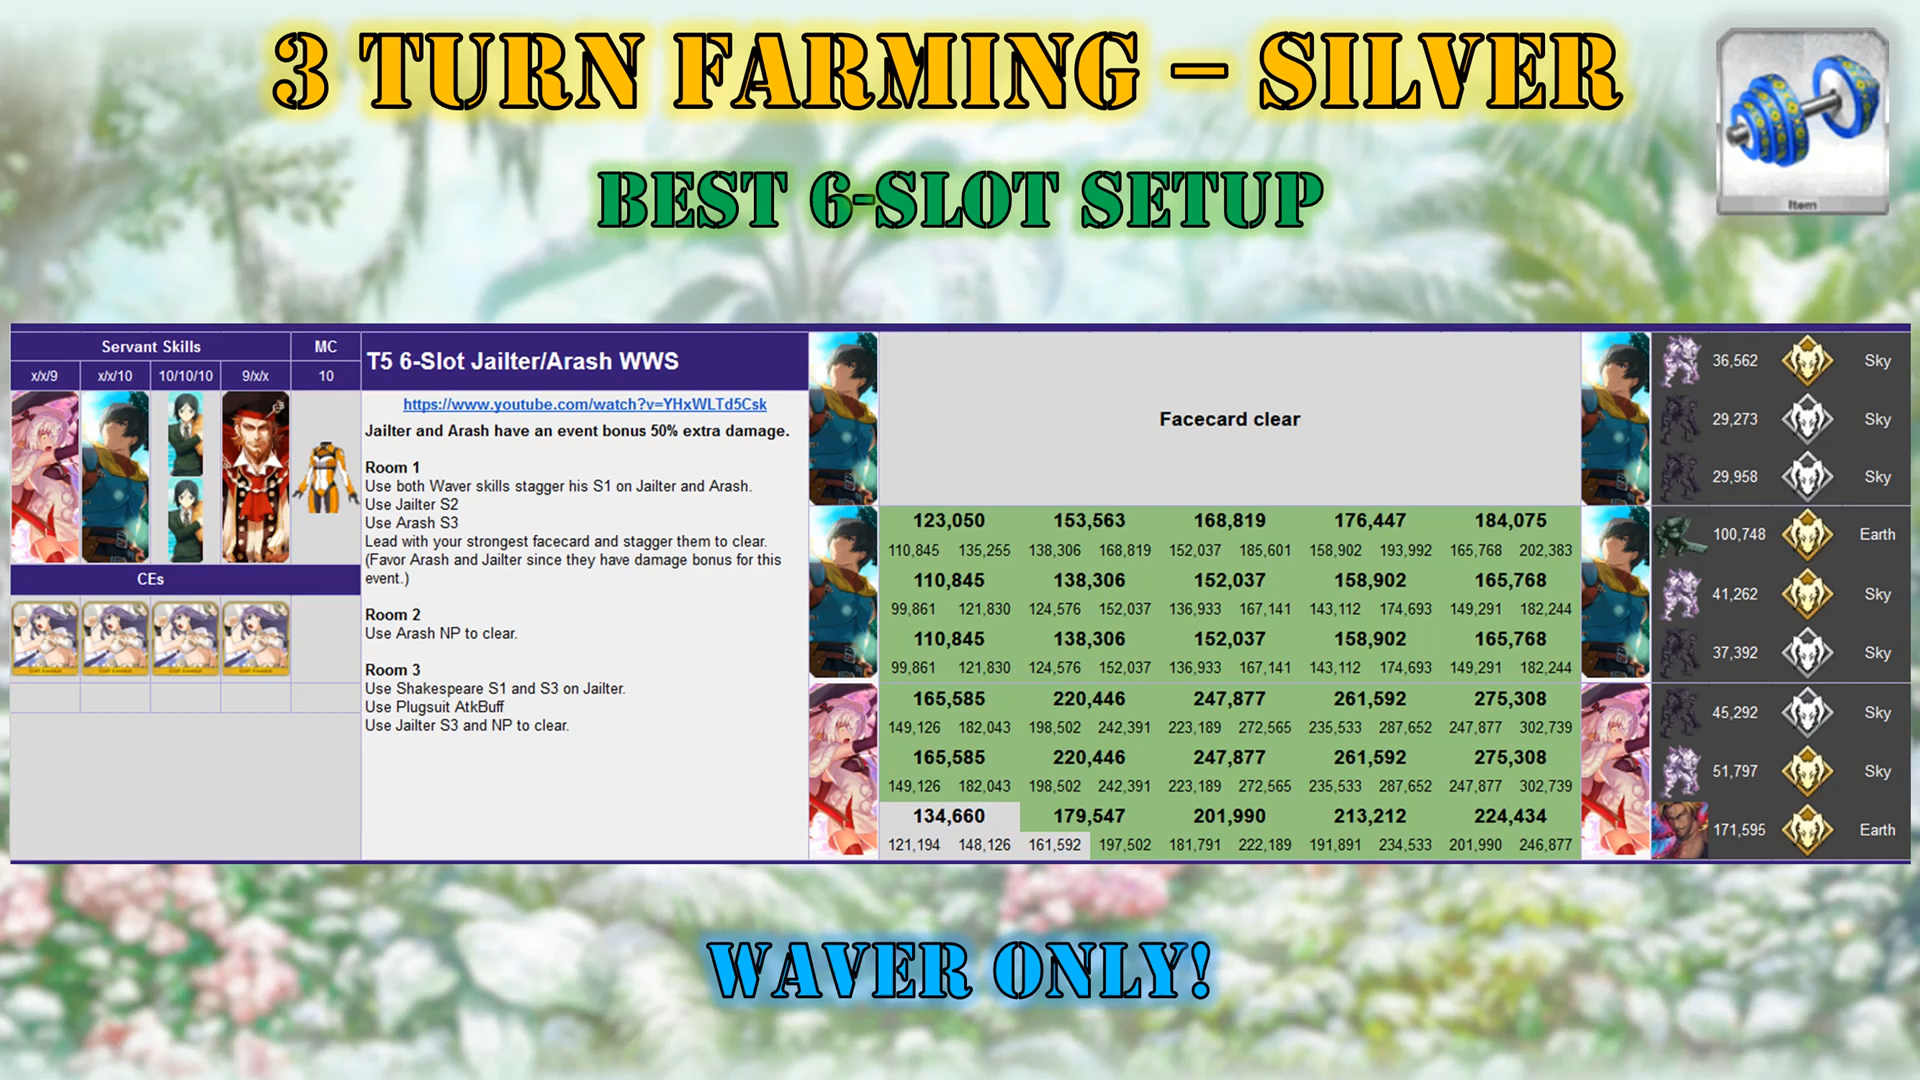 3 TURN FARMING – SILVER
BEST 6-SLOT SETUP
Item
Servant Skills MC
x/x/9 x/x/10 10/10/10 9/x/x 10
T5 6-Slot Jailter/Arash WWS
https://www.youtube.com/watch?v=YHxWLTd5Csk
Jailter and Arash have an event bonus 50% extra damage.
Room 1
Use both Waver skills stagger his S1 on Jailter and Arash.
Use Jailter S2
Use Arash S3
Lead with your strongest facecard and stagger them to clear.
(Favor Arash and Jailter since they have damage bonus for this
event.)
Room 2
Use Arash NP to clear.
Room 3
Use Shakespeare S1 and S3 on Jailter.
Use Plugsuit AtkBuff
Use Jailter S3 and NP to clear.
CEs
Facecard clear
36,562 Sky
29,273 Sky
29,958 Sky
123,050 153,563 168,819 176,447 184,075
110,845 135,255 138,306 168,819 152,037 185,601 158,902 193,992 165,768 202,383
100,748 Earth
110,845 138,306 152,037 158,902 165,768
99,861 121,830 124,576 152,037 136,933 167,141 143,112 174,693 149,291 182,244
41,262 Sky
110,845 138,306 152,037 158,902 165,768
99,861 121,830 124,576 152,037 136,933 167,141 143,112 174,693 149,291 182,244
37,392 Sky
165,585 220,446 247,877 261,592 275,308
149,126 182,043 198,502 242,391 223,189 272,565 235,533 287,652 247,877 302,739
45,292 Sky
165,585 220,446 247,877 261,592 275,308
149,126 182,043 198,502 242,391 223,189 272,565 235,533 287,652 247,877 302,739
51,797 Sky
134,660 179,547 201,990 213,212 224,434
121,194 148,126 161,592 197,502 181,791 222,189 191,891 234,533 201,990 246,877
171,595 Earth
WAVER ONLY!